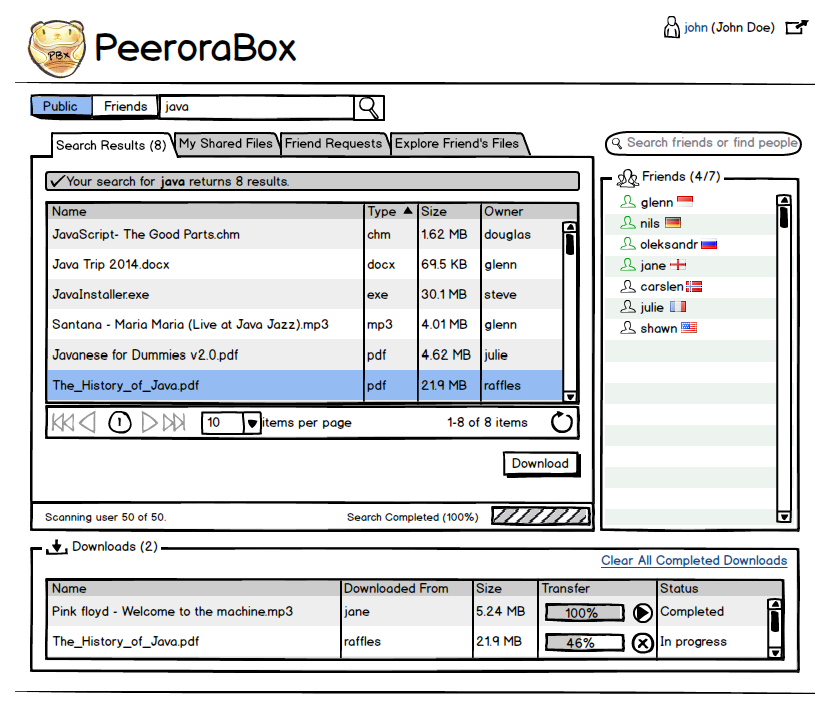 PBx
PeeroraBox
john (John Doe)
Public Friends java
Search Results (8) My Shared Files Friend Requests Explore Friend's Files
Search friends or find people
Your search for java returns 8 results.
Name Type Size Owner
JavaScript- The Good Parts.chm chm 1.62 MB douglas
Java Trip 2014.docx docx 69.5 KB glenn
JavaInstaller.exe exe 30.1 MB steve
Santana - Maria Maria (Live at Java Jazz).mp3 mp3 4.01 MB glenn
Javanese for Dummies v2.0.pdf pdf 4.62 MB julie
The_History_of_Java.pdf pdf 21.9 MB raffles
1 10 items per page 1-8 of 8 items
Download
Scanning user 50 of 50. Search Completed (100%)
Friends (4/7)
glenn
nils
oleksandr
jane
carslen
julie
shawn
Downloads (2)
Clear All Completed Downloads
Name Downloaded From Size Transfer Status
Pink floyd - Welcome to the machine.mp3 jane 5.24 MB 100% Completed
The_History_of_Java.pdf raffles 21.9 MB 46% In progress